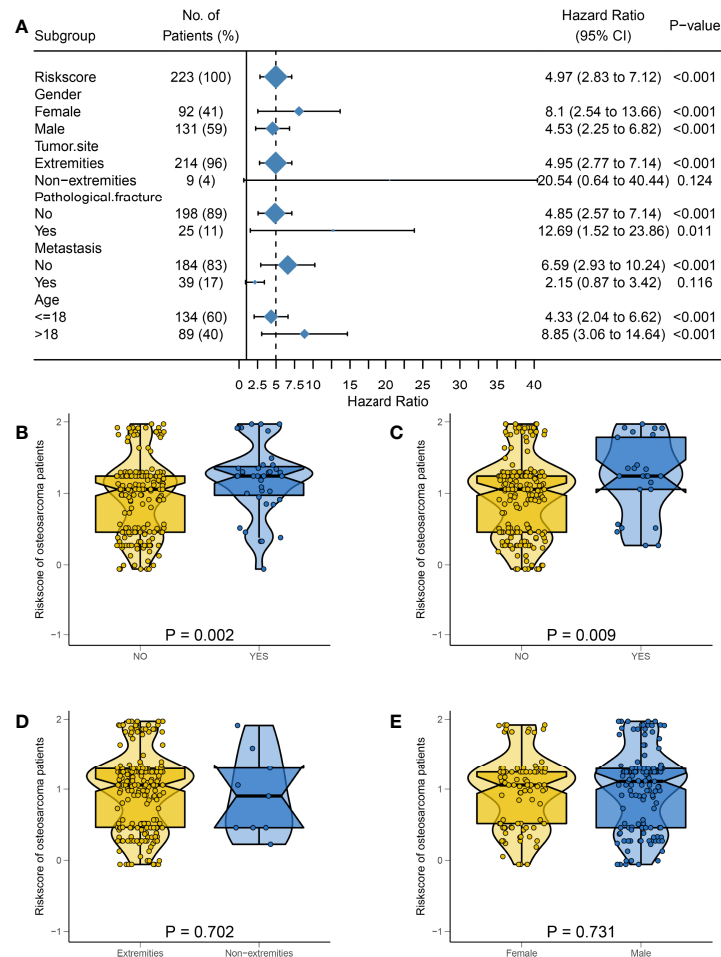 A
No. of
Hazard Ratio
Subgroup Patients (%) (95% CI) P-value
Riskscore 223 (100) 4.97 (2.83 to 7.12) <0.001
Gender
Female 92 (41) 8.1 (2.54 to 13.66) <0.001
Male 131 (59) 4.53 (2.25 to 6.82) <0.001
Tumor.site
Extremities 214 (96) 4.95 (2.77 to 7.14) <0.001
Non-extremities 9 (4) 20.54 (0.64 to 40.44) 0.124
Pathological.fracture
No 198 (89) 4.85 (2.57 to 7.14) <0.001
Yes 25 (11) 12.69 (1.52 to 23.86) 0.011
Metastasis
No 184 (83) 6.59 (2.93 to 10.24) <0.001
Yes 39 (17) 2.15 (0.87 to 3.42) 0.116
Age
<=18 134 (60) 4.33 (2.04 to 6.62) <0.001
>18 89 (40) 8.85 (3.06 to 14.64) <0.001
0 2.5 5 7.5 10 15 20 25 30 35 40
Hazard Ratio
B
Riskscore of osteosarcoma patients
2
1
0
−1
P = 0.002
NO YES
C
Riskscore of osteosarcoma patients
2
1
0
−1
P = 0.009
NO YES
D
Riskscore of osteosarcoma patients
2
1
0
−1
P = 0.702
Extremities Non-extremities
E
Riskscore of osteosarcoma patients
2
1
0
−1
P = 0.731
Female Male